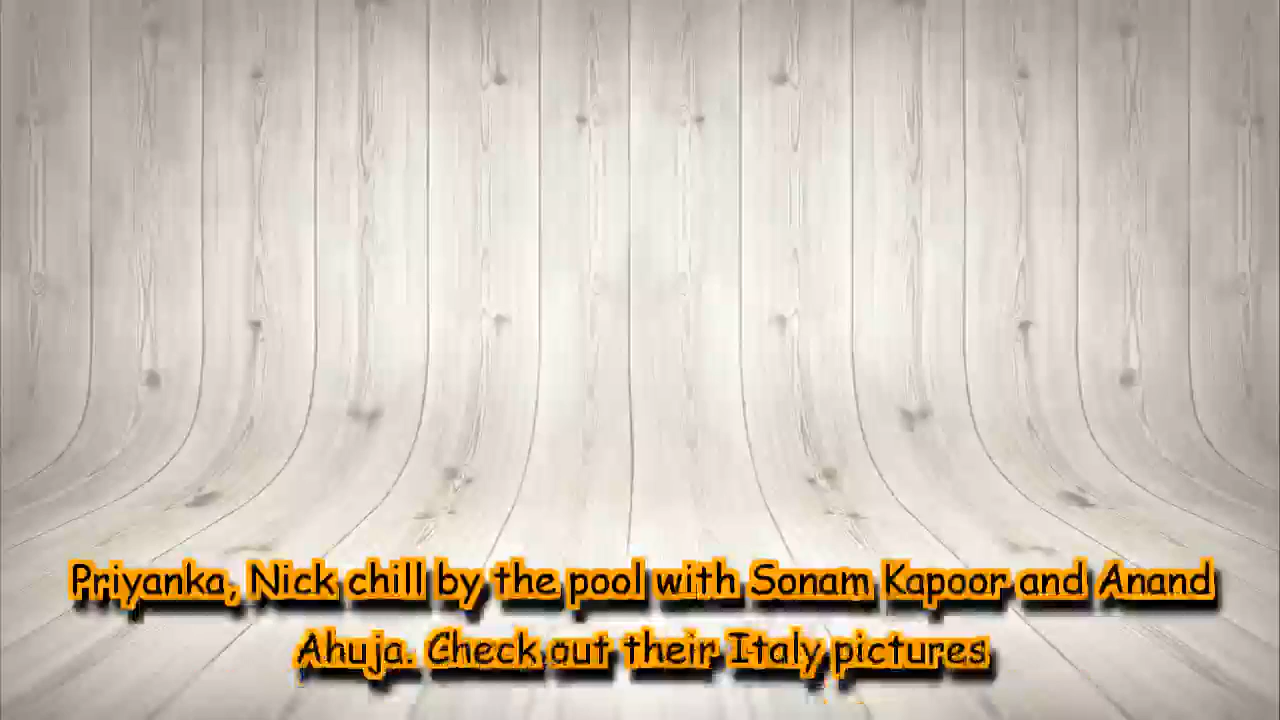 Priyanka, Nick chill by the pool with Sonam Kapoor and Anand
Ahuja. Check out their Italy pictures